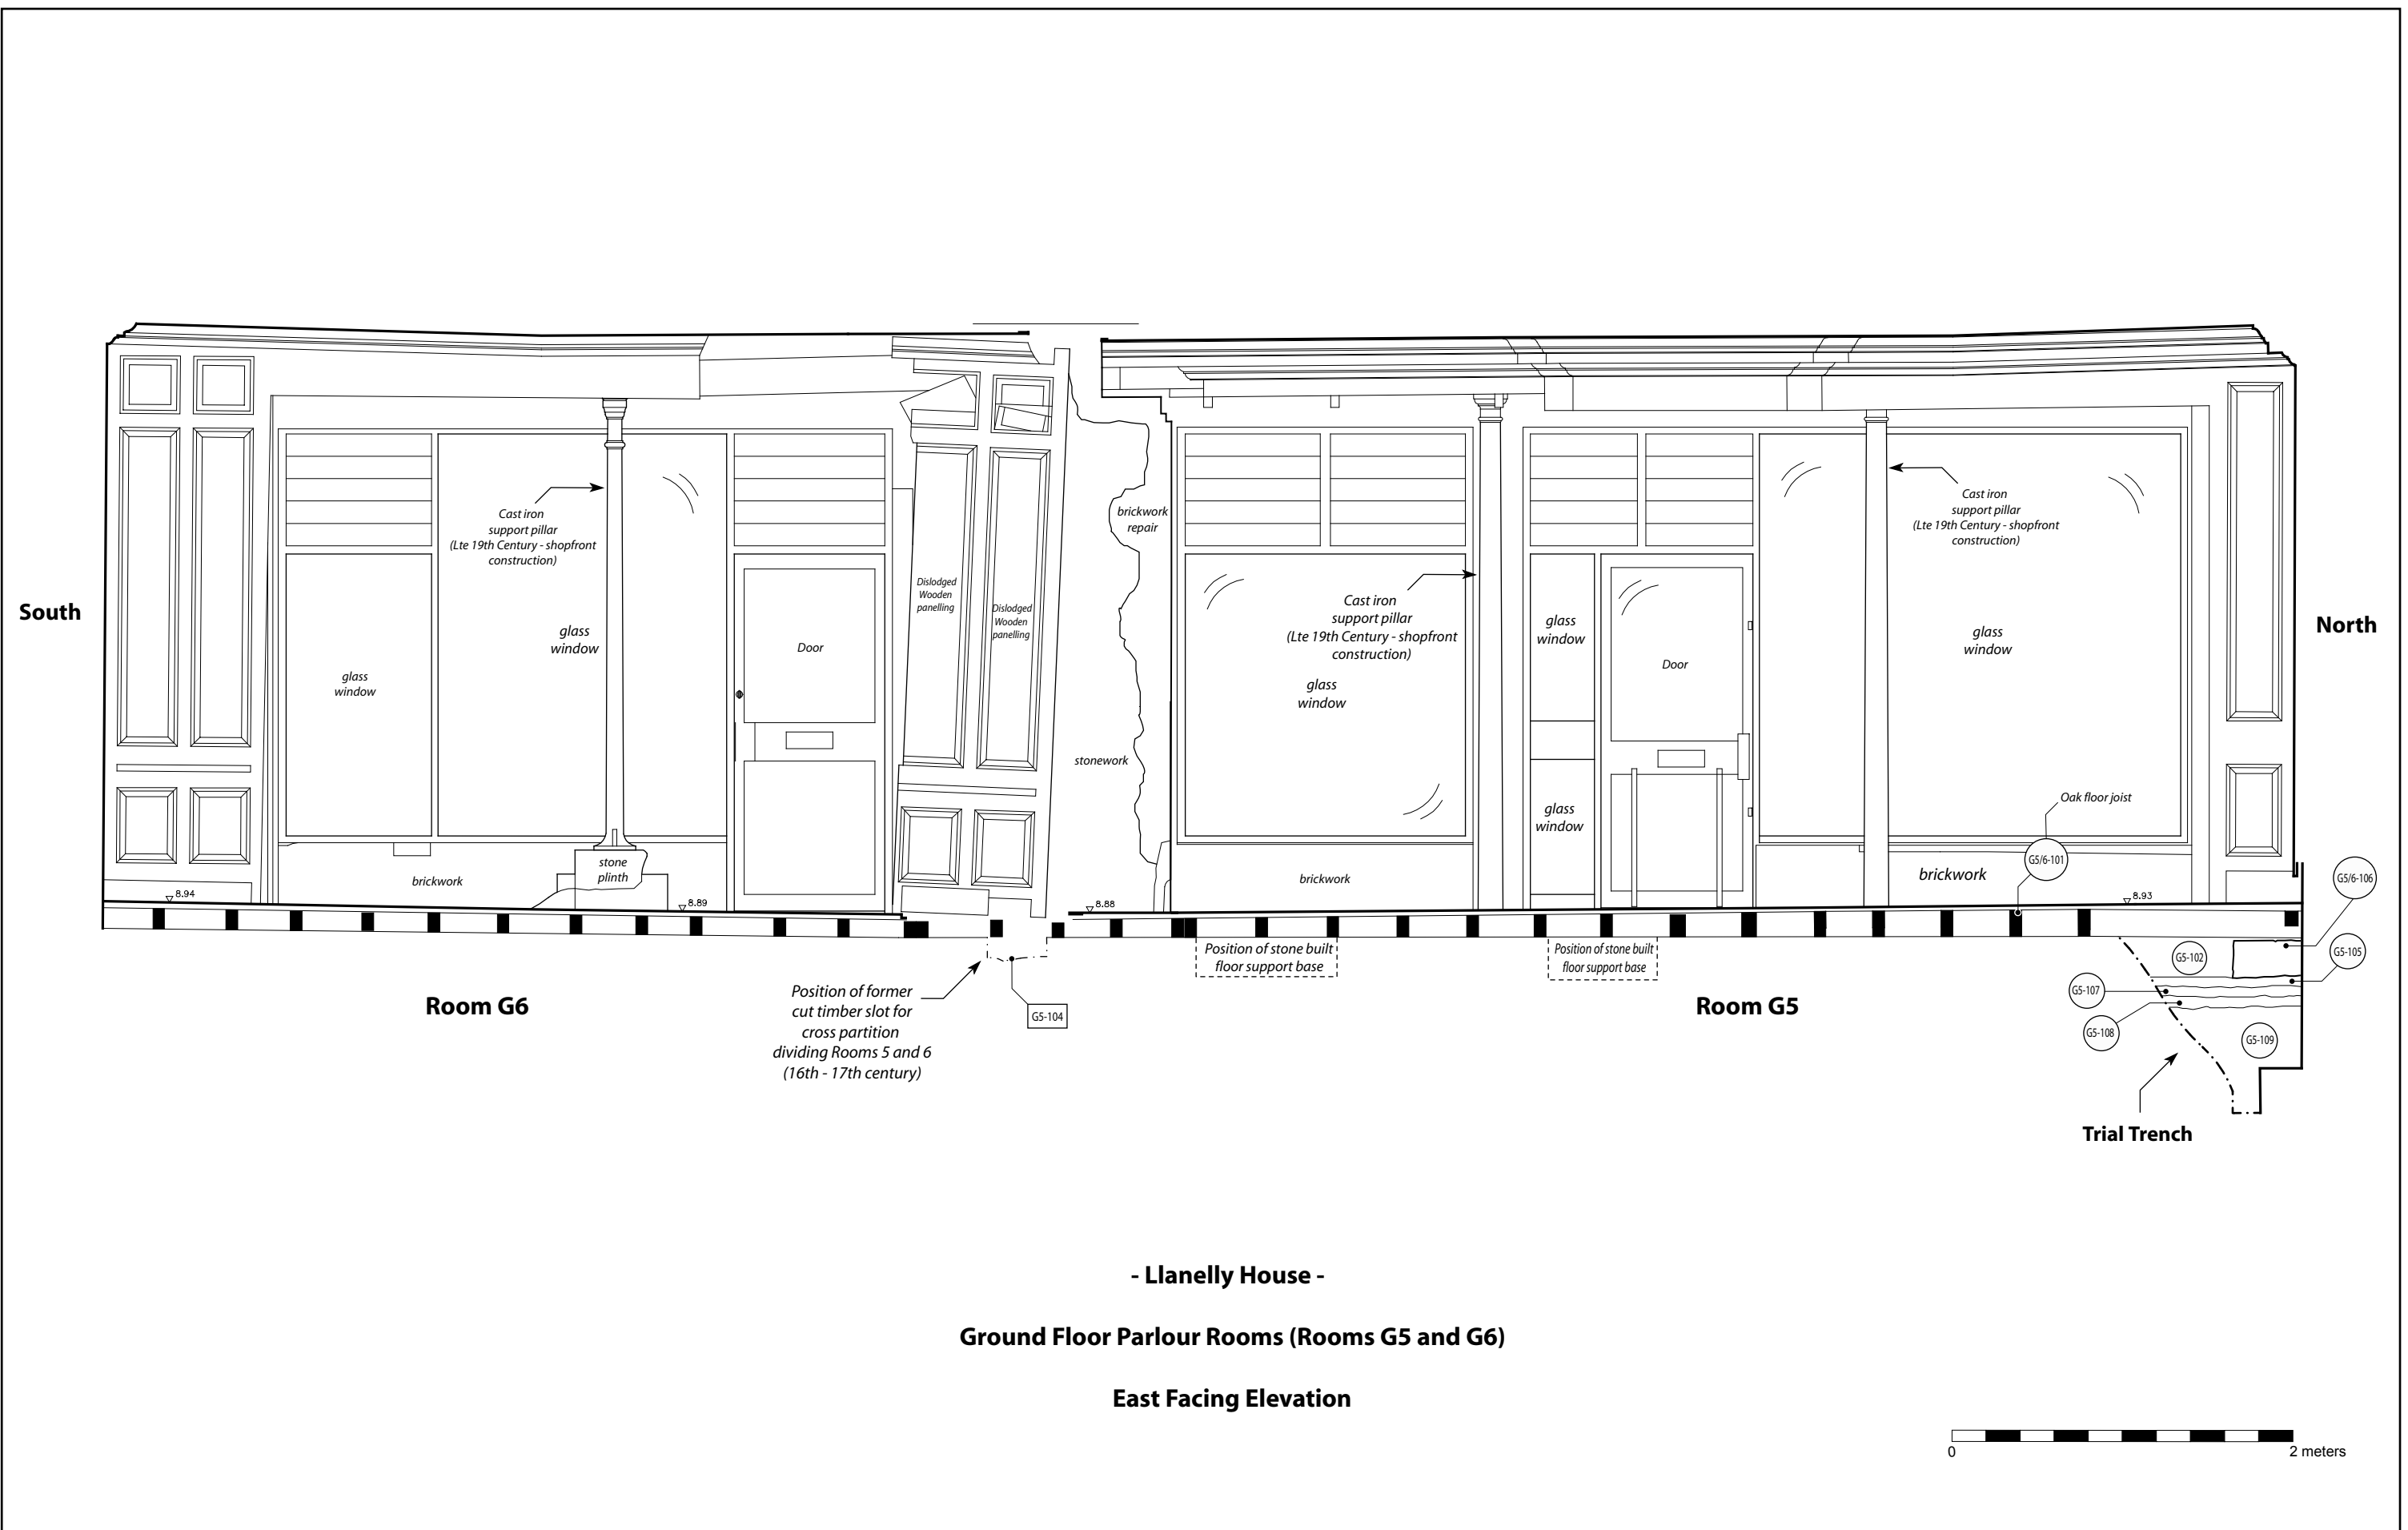 South
North
Cast iron
support pillar
(Lte 19th Century - shopfront
construction)
glass
window
glass
window
Door
Dislodged
Wooden
panelling
Dislodged
Wooden
panelling
brickwork
repair
stonework
stone
plinth
brickwork
8.94
8.89
Cast iron
support pillar
(Lte 19th Century - shopfront
construction)
glass
window
glass
window
glass
window
Door
Cast iron
support pillar
(Lte 19th Century - shopfront
construction)
glass
window
Oak floor joist
G5/6-101
brickwork
brickwork
8.88
8.93
G5/6-106
G5-105
G5-102
G5-107
G5-108
G5-109
Position of stone built
floor support base
Position of stone built
floor support base
Room G6
Position of former
cut timber slot for
cross partition
dividing Rooms 5 and 6
(16th - 17th century)
G5-104
Room G5
Trial Trench
- Llanelly House -
Ground Floor Parlour Rooms (Rooms G5 and G6)
East Facing Elevation
0
2 meters